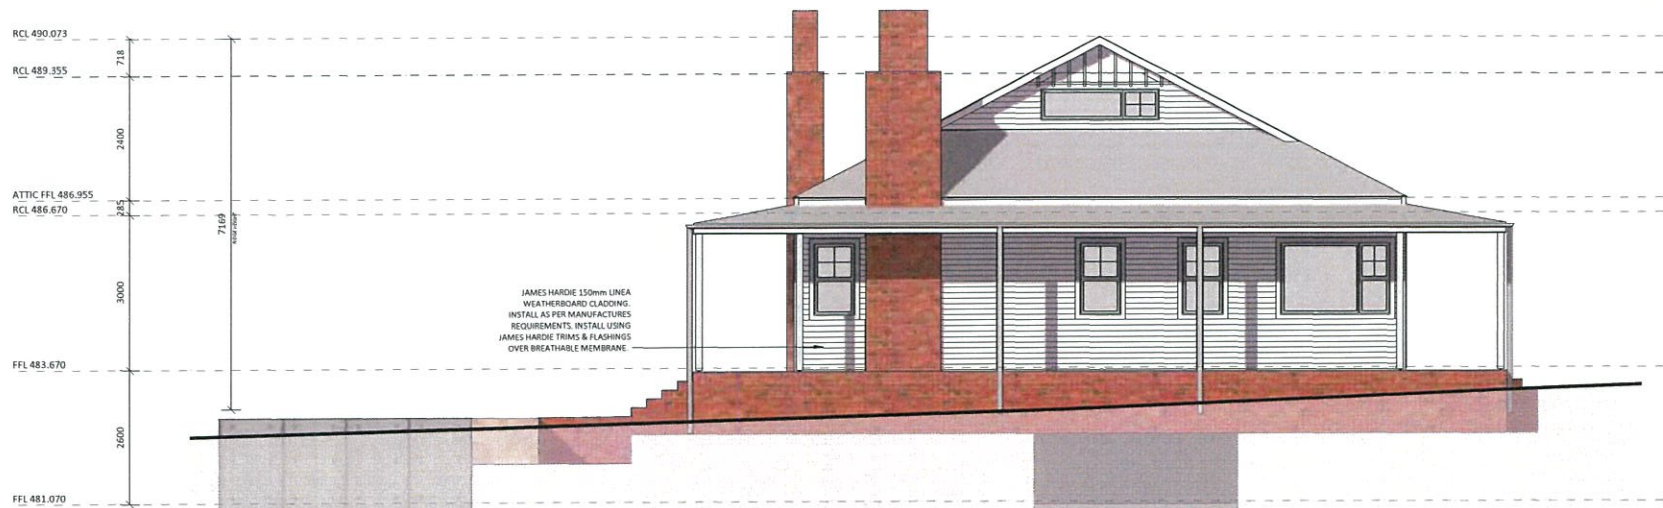 RCL 490.073
718
RCL 489.355
2400
ATTIC FFL 486.955
285
RCL 486.670
7169
3000
JAMES HARDIE 150mm LINEA
WEATHERBOARD CLADDING.
INSTALL AS PER MANUFACTURES
REQUIREMENTS. INSTALL USING
JAMES HARDIE TRIMS & FLASHINGS
OVER BREATHABLE MEMBRANE.
FFL 483.670
2600
FFL 481.070